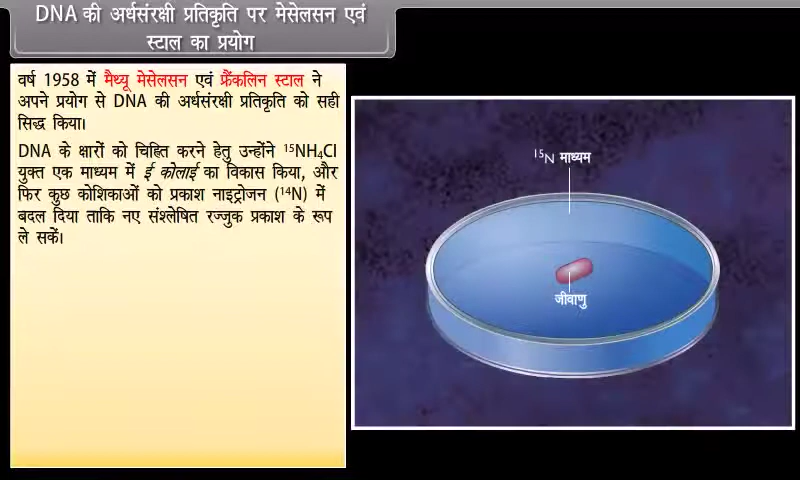 DNA की अर्धसंरक्षी प्रतिकृति पर मेसेलसन एवं
स्टाल का प्रयोग
वर्ष 1958 में मैथ्यू मेसेलसन एवं फ्रैंकलिन स्टाल ने
अपने प्रयोग से DNA की अर्धसंरक्षी प्रतिकृति को सही
सिद्ध किया।
DNA के क्षारों को चिह्नित करने हेतु उन्होंने ¹⁵NH₄Cl
युक्त एक माध्यम में ई कोलाई का विकास किया, और
फिर कुछ कोशिकाओं को प्रकाश नाइट्रोजन (¹⁴N) में
बदल दिया ताकि नए संश्लेषित रज्जुक प्रकाश के रूप
ले सकें।
¹⁵N माध्यम
जीवाणु